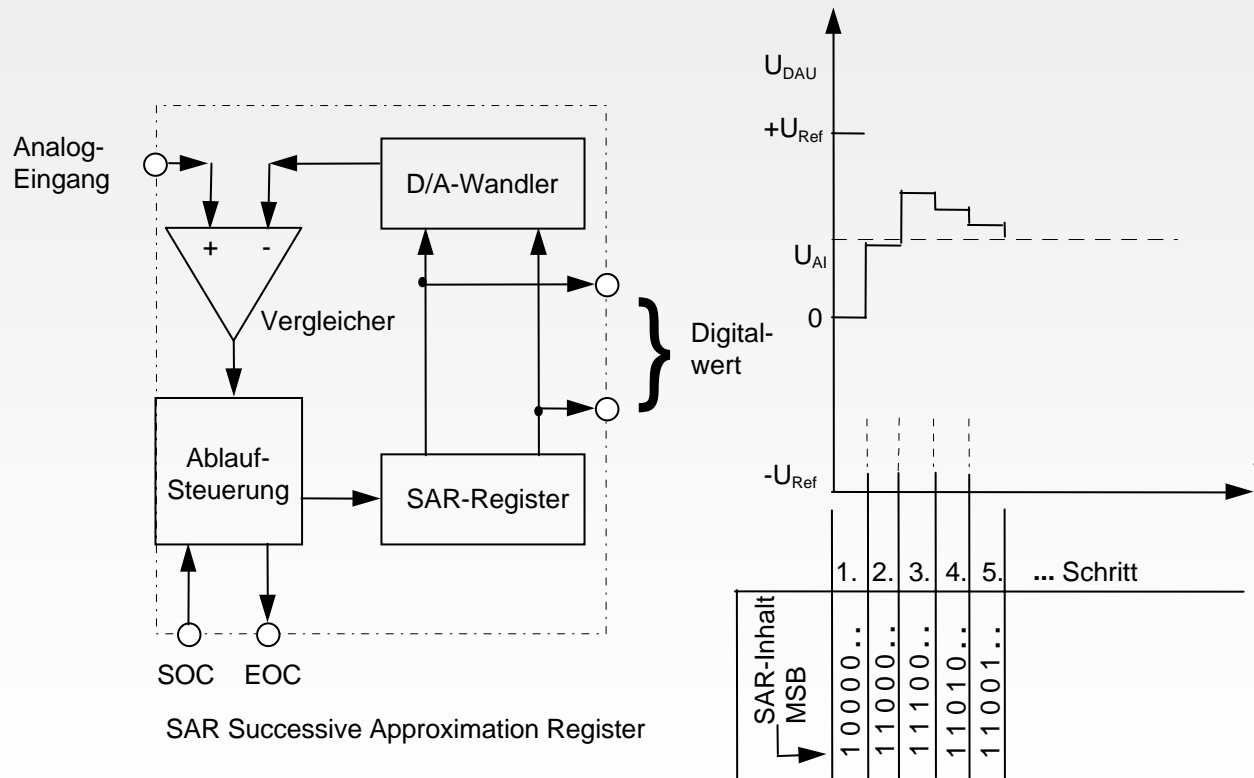 Analog-
Eingang
D/A-Wandler
+ -
Vergleicher
Digital-
wert
Ablauf-
Steuerung
SAR-Register
SOC EOC
SAR Successive Approximation Register
U_DAU
+U_Ref
U_AI
0
-U_Ref
1. 2. 3. 4. 5. ... Schritt
SAR-Inhalt
MSB
10000..
11000..
11100..
11010..
11001..